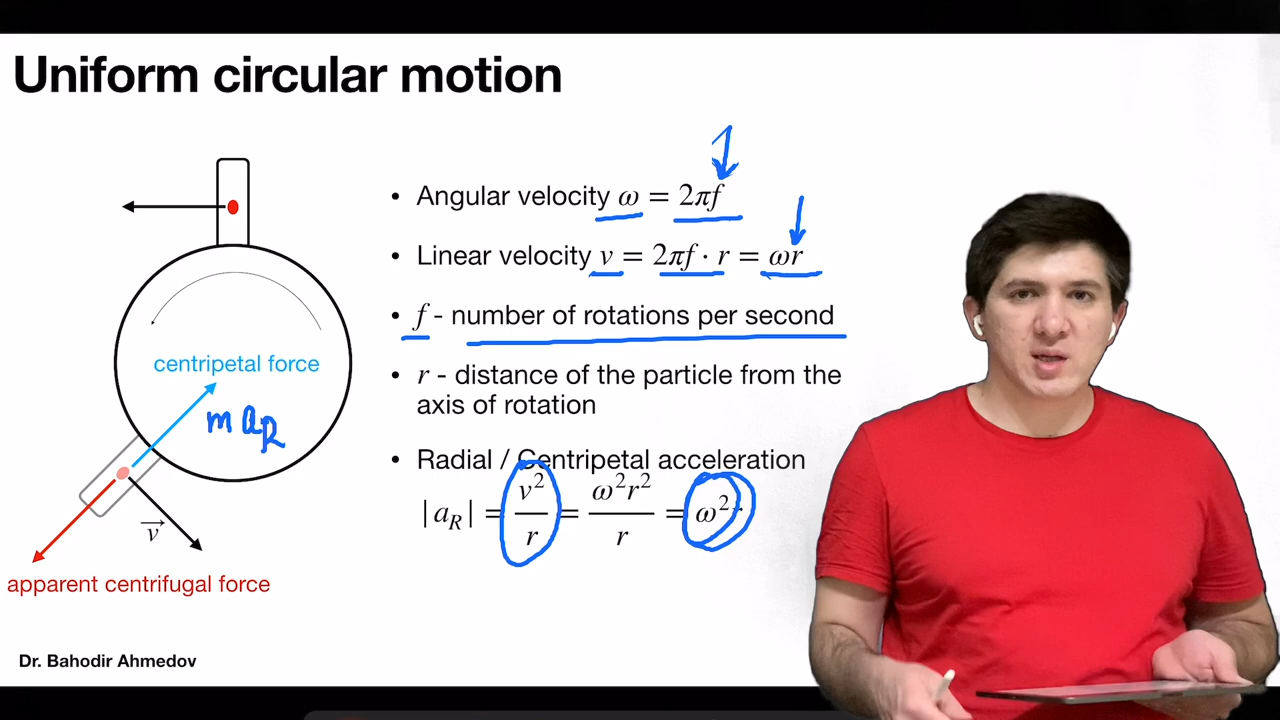 Uniform circular motion
• Angular velocity ω = 2πf
• Linear velocity v = 2πf · r = ωr
• f - number of rotations per second
• r - distance of the particle from the
axis of rotation
• Radial / Centripetal acceleration
|a_R| = v²/r = ω²r²/r = ω²r
centripetal force
m a_R
v⃗
apparent centrifugal force
Dr. Bahodir Ahmedov